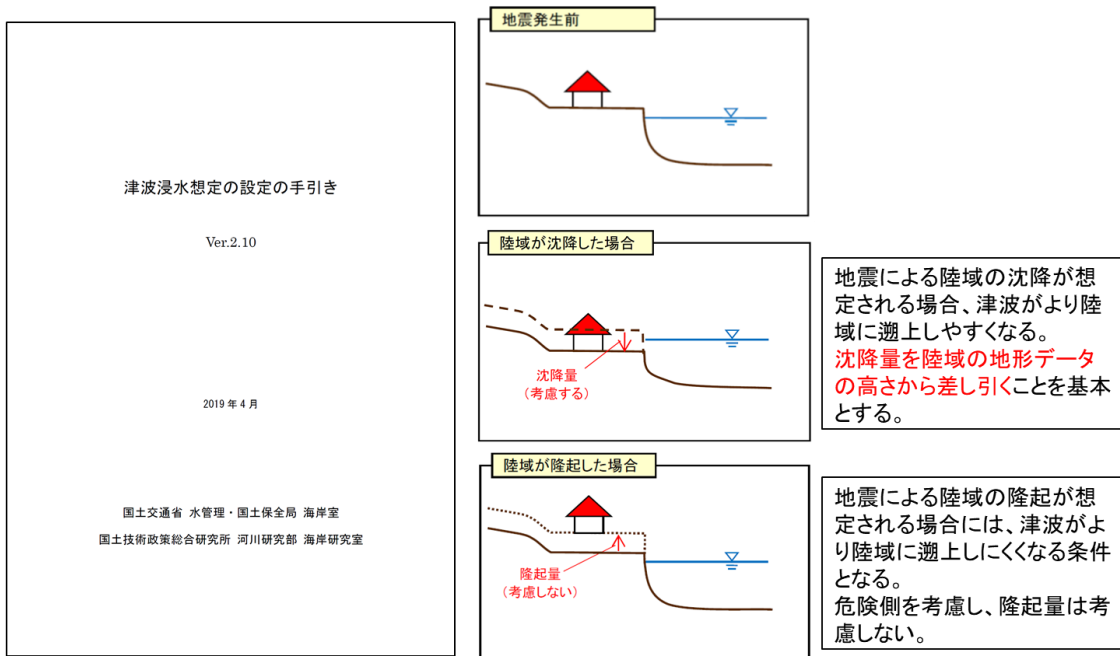 津波浸水想定の設定の手引き
Ver.2.10
2019 年 4 月
国土交通省 水管理・国土保全局 海岸室
国土技術政策総合研究所 河川研究部 海岸研究室
地震発生前
陸域が沈降した場合
沈降量
（考慮する）
地震による陸域の沈降が想
定される場合、津波がより陸
域に遡上しやすくなる。
沈降量を陸域の地形データ
の高さから差し引くことを基本
とする。
陸域が隆起した場合
隆起量
（考慮しない）
地震による陸域の隆起が想
定される場合には、津波がよ
り陸域に遡上しにくくなる条件
となる。
危険側を考慮し、隆起量は考
慮しない。